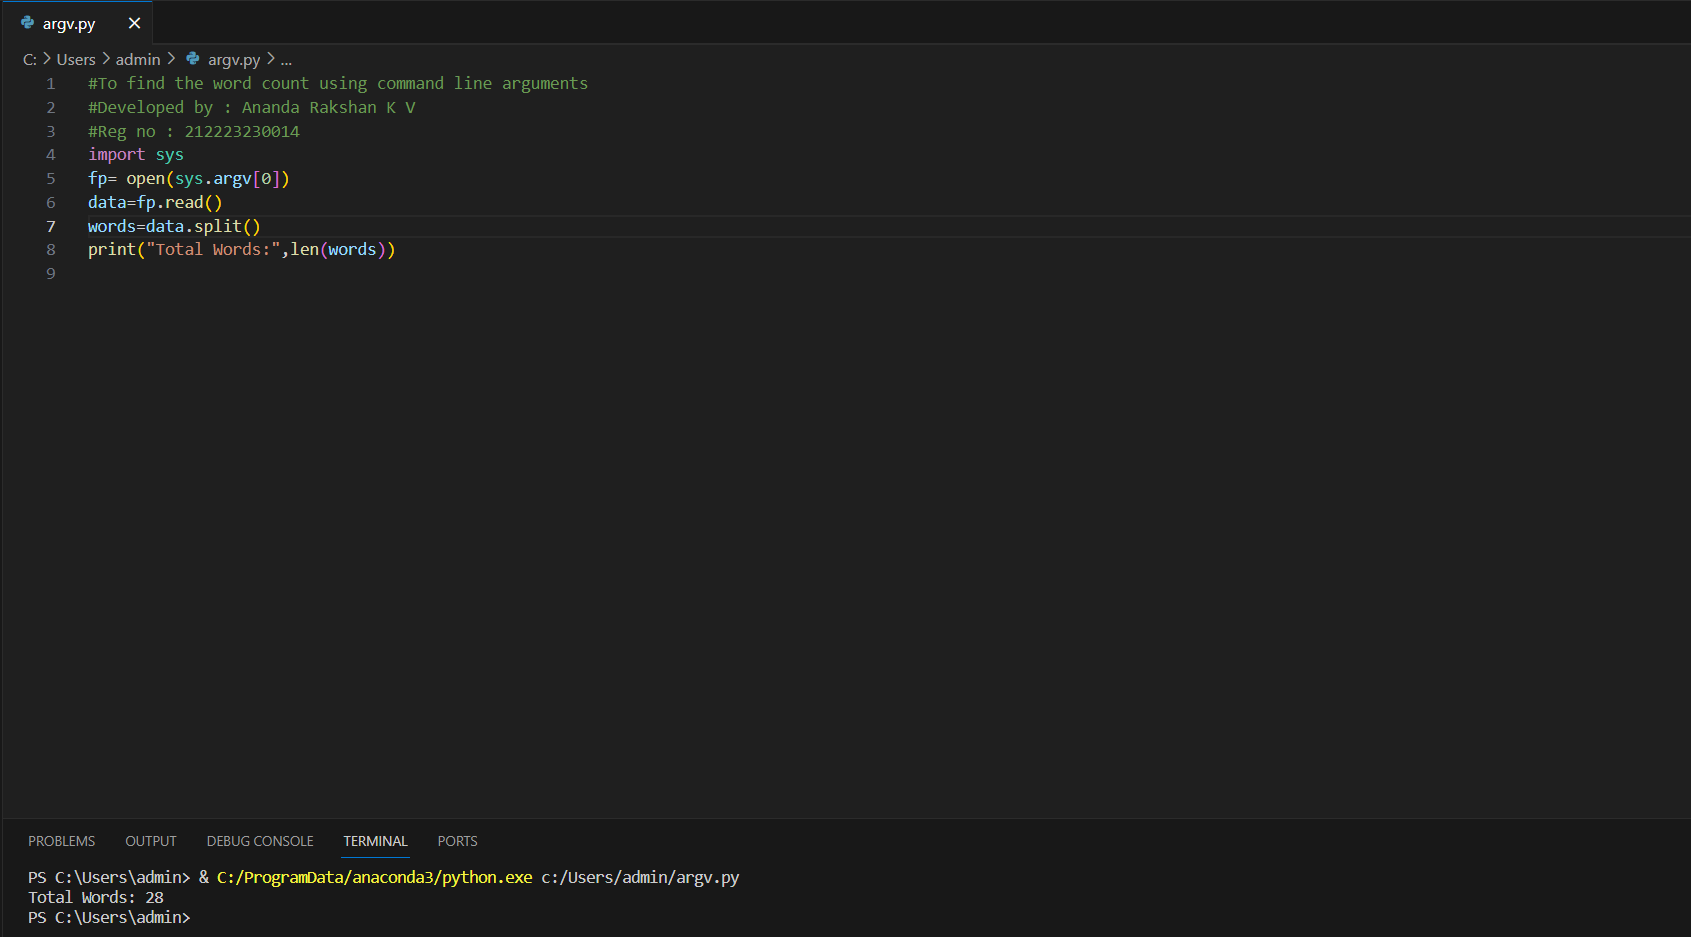 argv.py
C: > Users > admin > argv.py > ...
1 #To find the word count using command line arguments
2 #Developed by : Ananda Rakshan K V
3 #Reg no : 212223230014
4 import sys
5 fp= open(sys.argv[0])
6 data=fp.read()
7 words=data.split()
8 print("Total Words:",len(words))
9
PROBLEMS OUTPUT DEBUG CONSOLE TERMINAL PORTS
PS C:\Users\admin> & C:/ProgramData/anaconda3/python.exe c:/Users/admin/argv.py
Total Words: 28
PS C:\Users\admin>